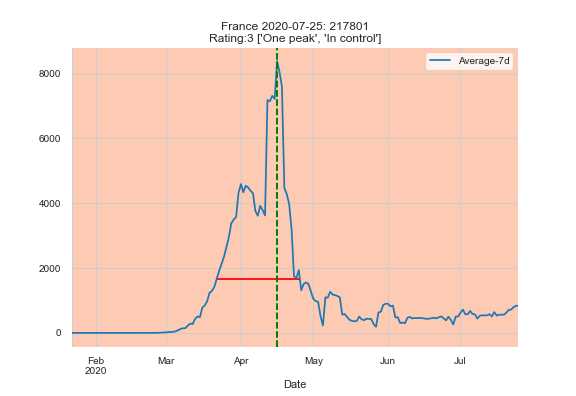 France 2020-07-25: 217801
Rating:3 ['One peak', 'In control']
Average-7d
8000
6000
4000
2000
0
Feb
2020
Mar
Apr
May
Jun
Jul
Date